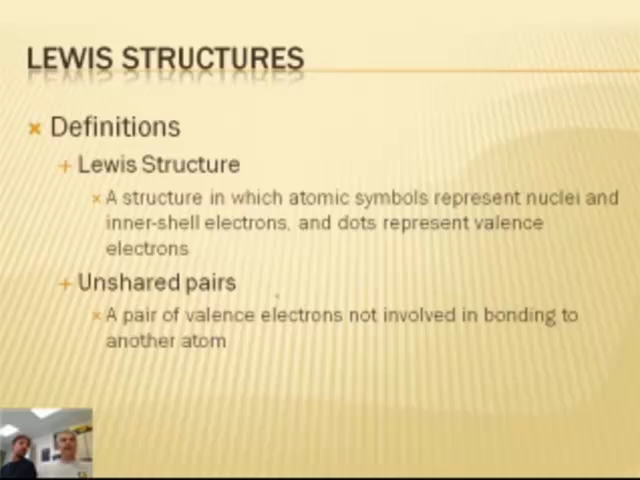 LEWIS STRUCTURES
Definitions
Lewis Structure
A structure in which atomic symbols represent nuclei and
inner-shell electrons, and dots represent valence
electrons
Unshared pairs
A pair of valence electrons not involved in bonding to
another atom